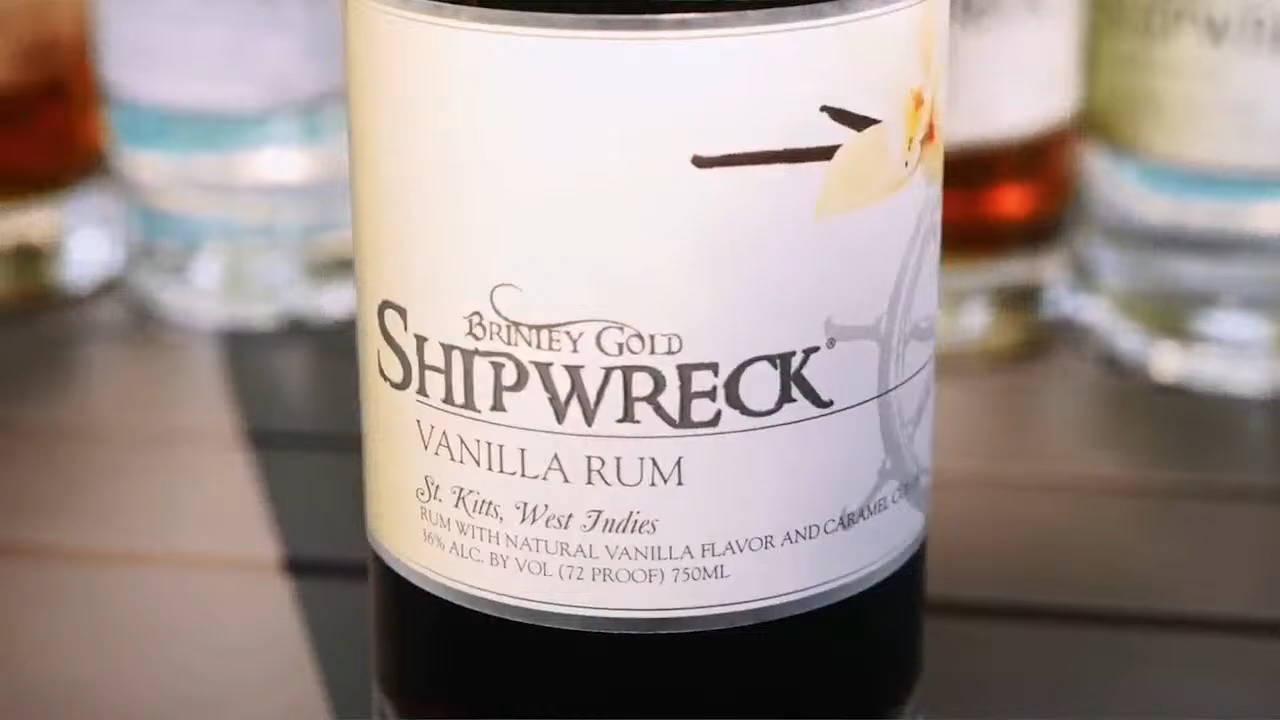 BRINLEY GOLD
SHIPWRECK®
VANILLA RUM
St. Kitts, West Indies
RUM WITH NATURAL VANILLA FLAVOR AND CARAMEL
36% ALC. BY VOL (72 PROOF) 750ML